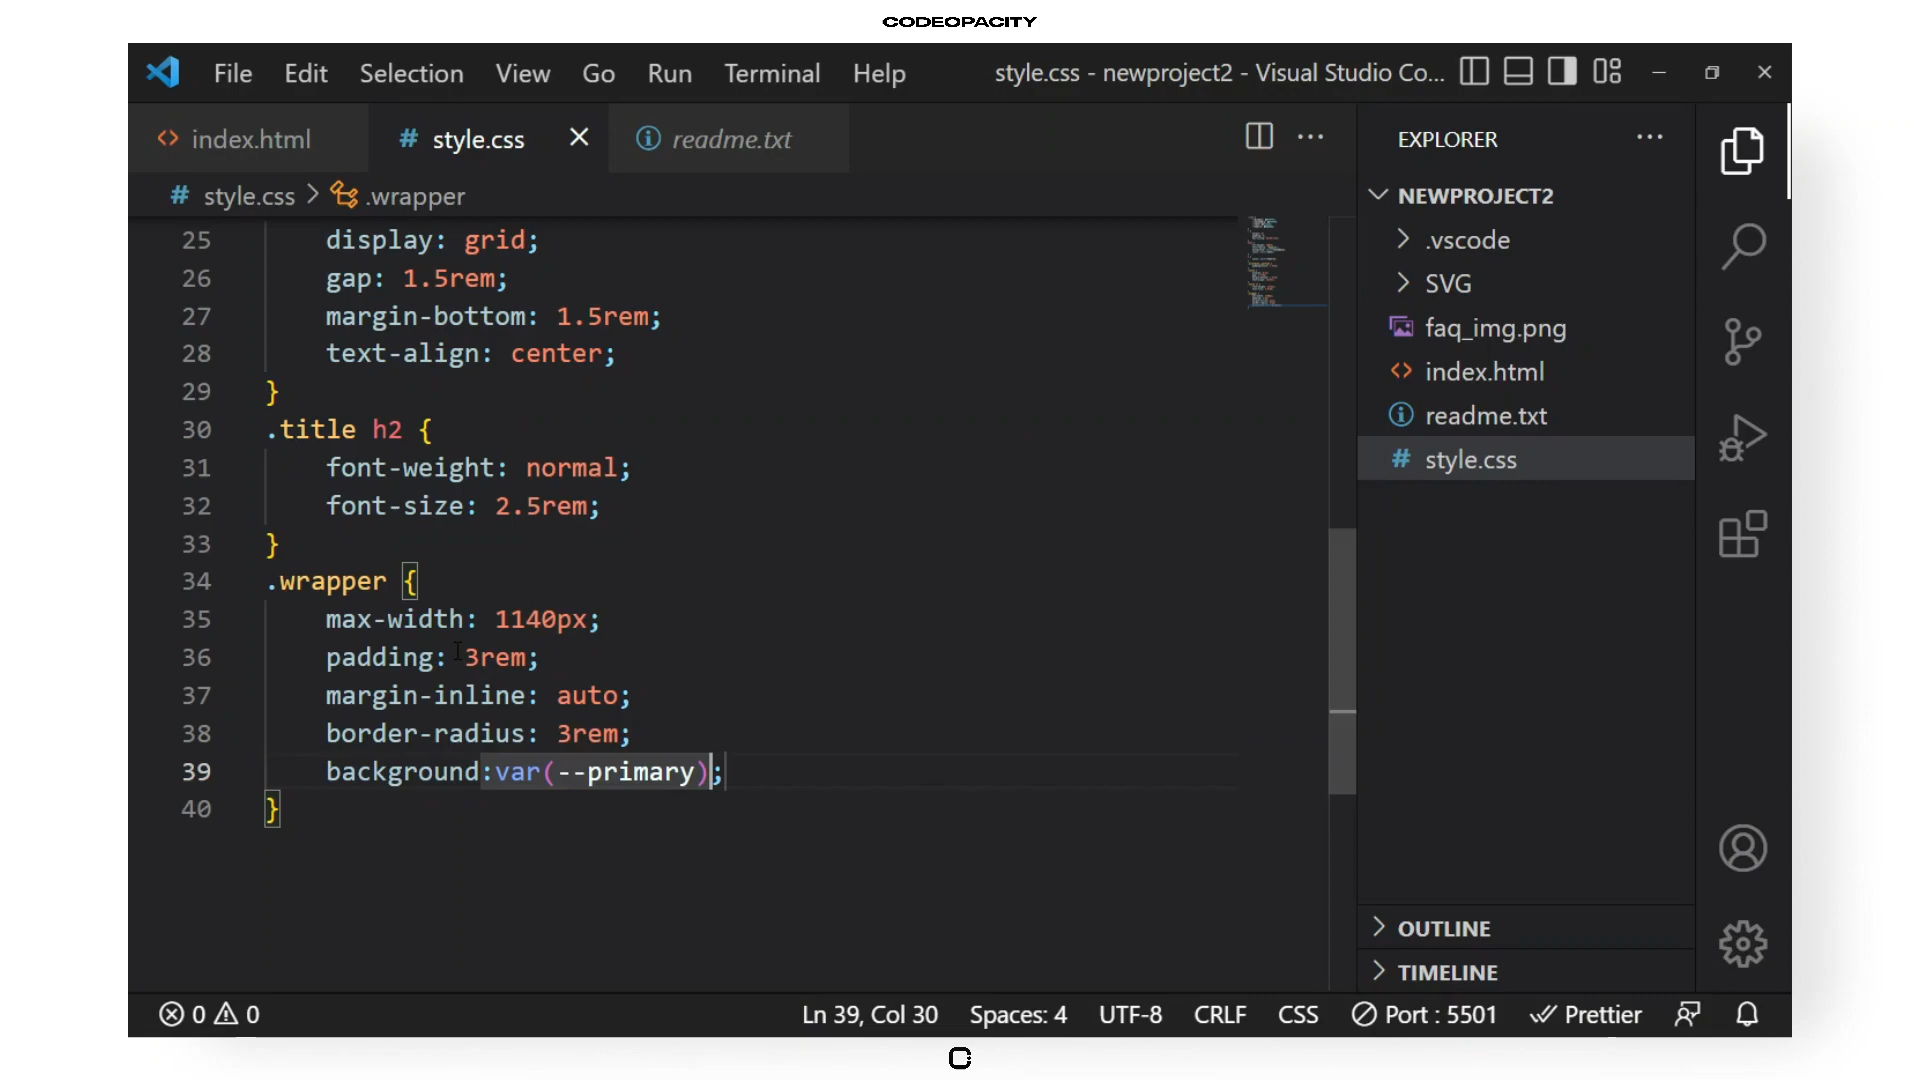 CODEOPACITY
File Edit Selection View Go Run Terminal Help style.css - newproject2 - Visual Studio Co...
index.html style.css readme.txt
style.css > .wrapper
25 display: grid;
26 gap: 1.5rem;
27 margin-bottom: 1.5rem;
28 text-align: center;
29 }
30 .title h2 {
31 font-weight: normal;
32 font-size: 2.5rem;
33 }
34 .wrapper {
35 max-width: 1140px;
36 padding: 3rem;
37 margin-inline: auto;
38 border-radius: 3rem;
39 background:var(--primary);
40 }
EXPLORER
NEWPROJECT2
.vscode
SVG
faq_img.png
index.html
readme.txt
style.css
OUTLINE
TIMELINE
0 0 Ln 39, Col 30 Spaces: 4 UTF-8 CRLF CSS Port : 5501 Prettier